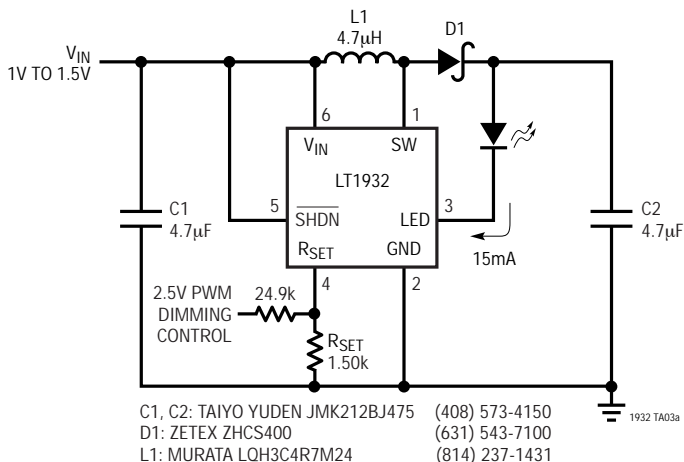 L1
4.7µH
D1
VIN
1V TO 1.5V
6
1
VIN
SW
LT1932
C1
4.7µF
5
SHDN
LED
3
C2
4.7µF
RSET
GND
15mA
4
2
2.5V PWM
DIMMING
CONTROL
24.9k
RSET
1.50k
C1, C2: TAIYO YUDEN JMK212BJ475 (408) 573-4150
D1: ZETEX ZHCS400 (631) 543-7100
L1: MURATA LQH3C4R7M24 (814) 237-1431
1932 TA03a